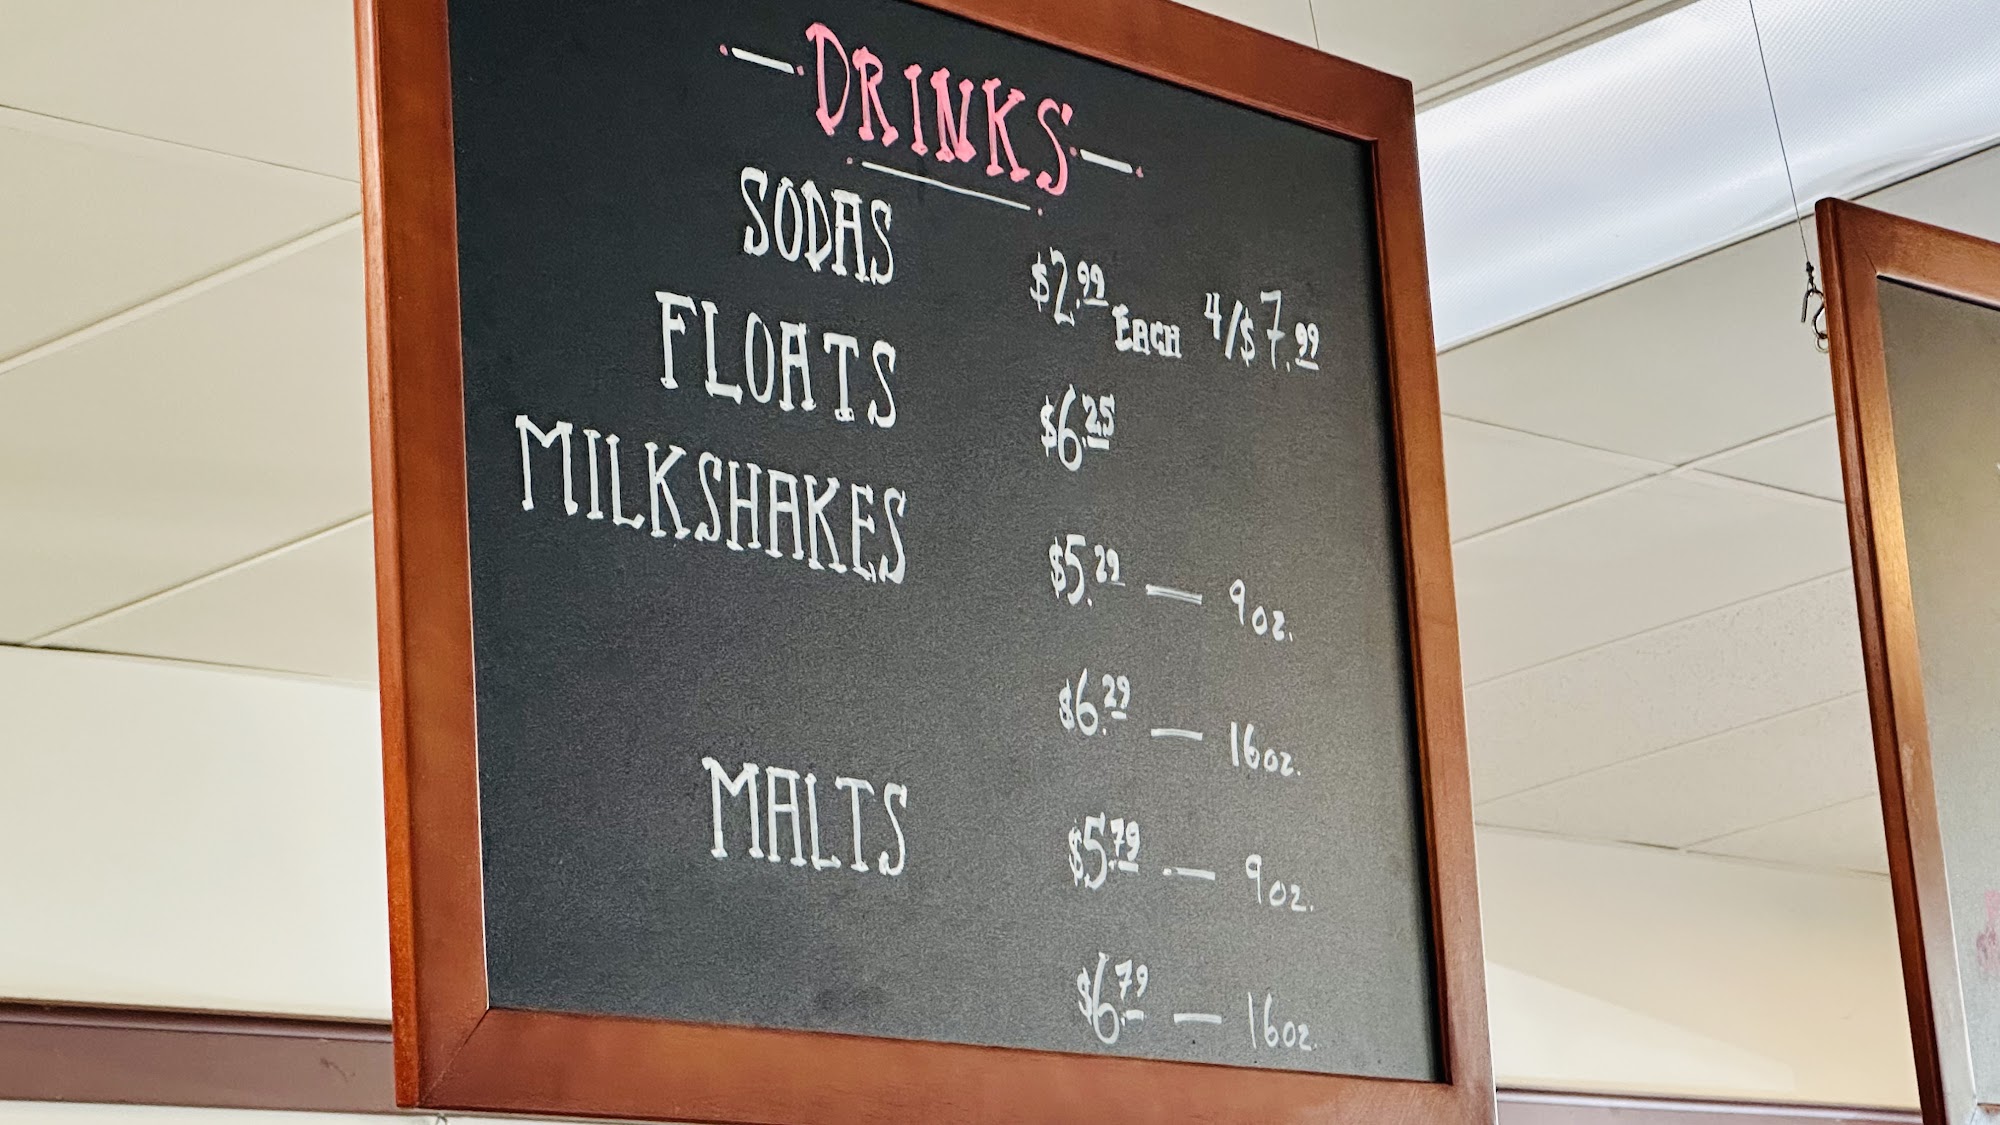 DRINKS
SODAS $2.99 EACH 4/$7.99
FLOATS $6.25
MILKSHAKES $5.29 — 9oz.
$6.29 — 16oz.
MALTS $5.79 — 9oz.
$6.79 — 16oz.